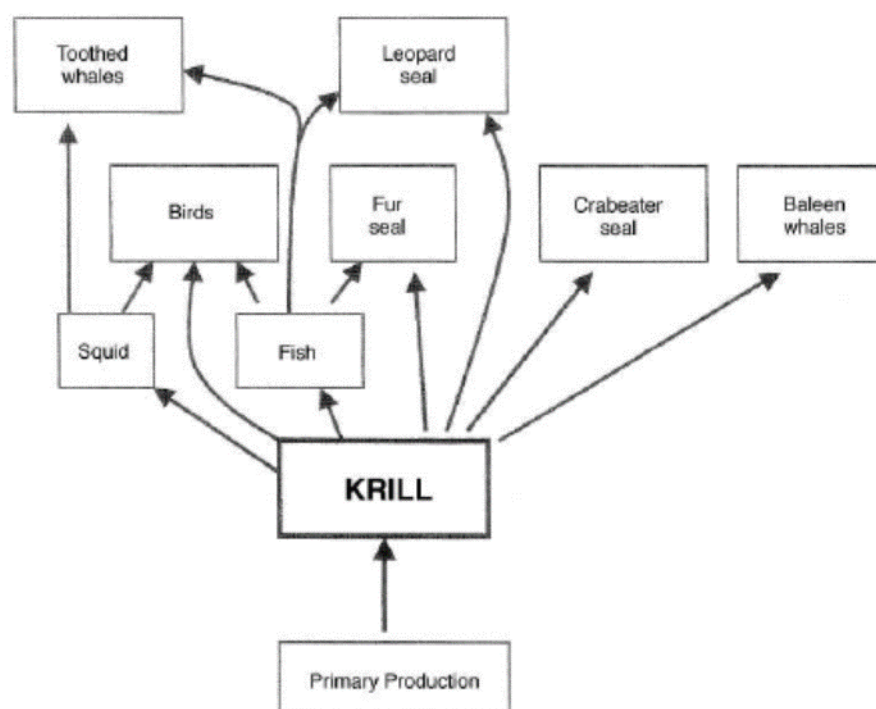 Toothed
whales
Leopard
seal
Birds
Fur
seal
Crabeater
seal
Baleen
whales
Squid
Fish
KRILL
Primary Production